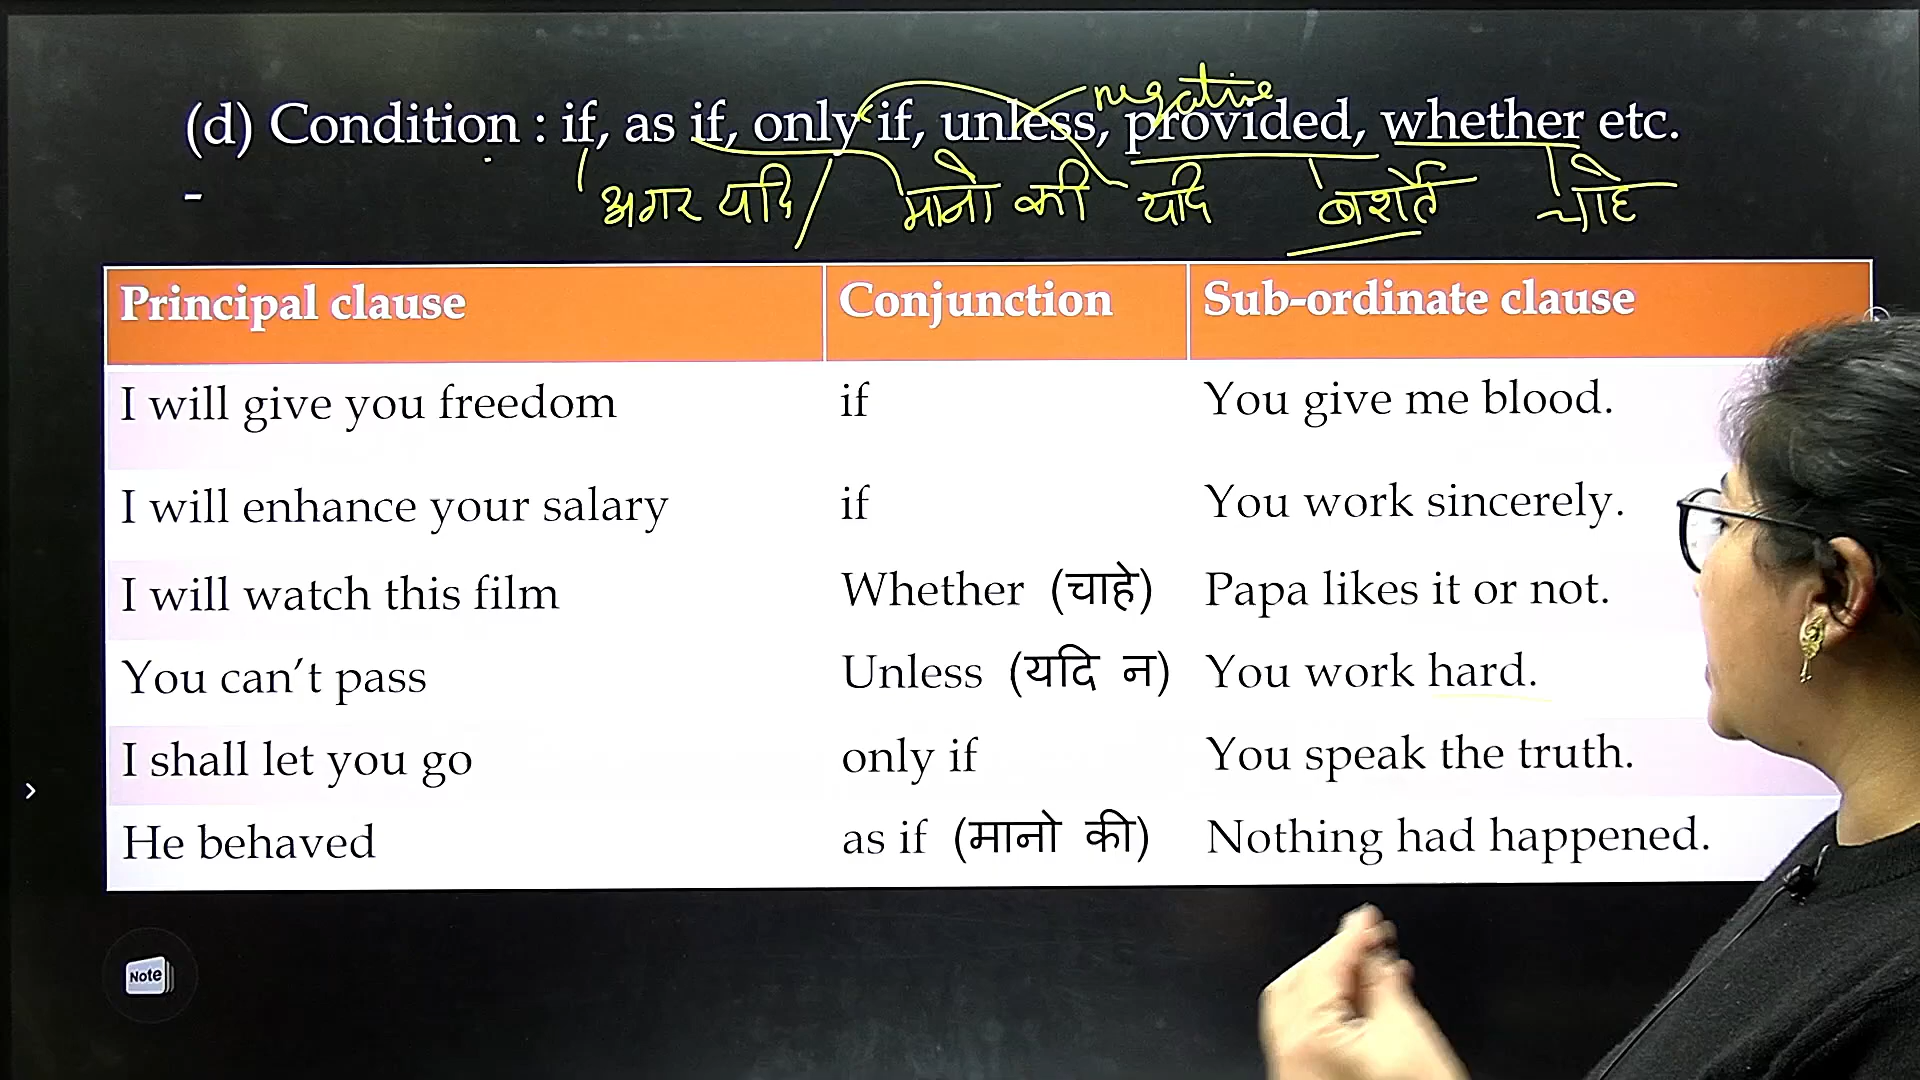 negative
(d) Condition : if, as if, only if, unless, provided, whether etc.
-
अगर यदि / मानो की यदि बशर्ते चाहे
Principal clause Conjunction Sub-ordinate clause
I will give you freedom if You give me blood.
I will enhance your salary if You work sincerely.
I will watch this film Whether (चाहे) Papa likes it or not.
You can't pass Unless (यदि न) You work hard.
I shall let you go only if You speak the truth.
He behaved as if (मानो की) Nothing had happened.
Note